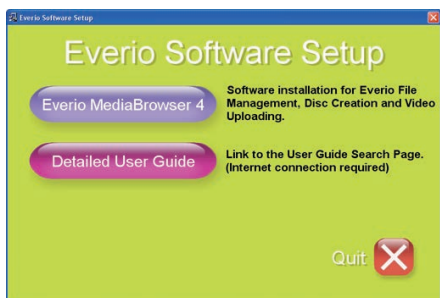 Everio Software Setup
Everio Software Setup
Everio MediaBrowser 4
Software installation for Everio File
Management, Disc Creation and Video
Uploading.
Detailed User Guide
Link to the User Guide Search Page.
(Internet connection required)
Quit